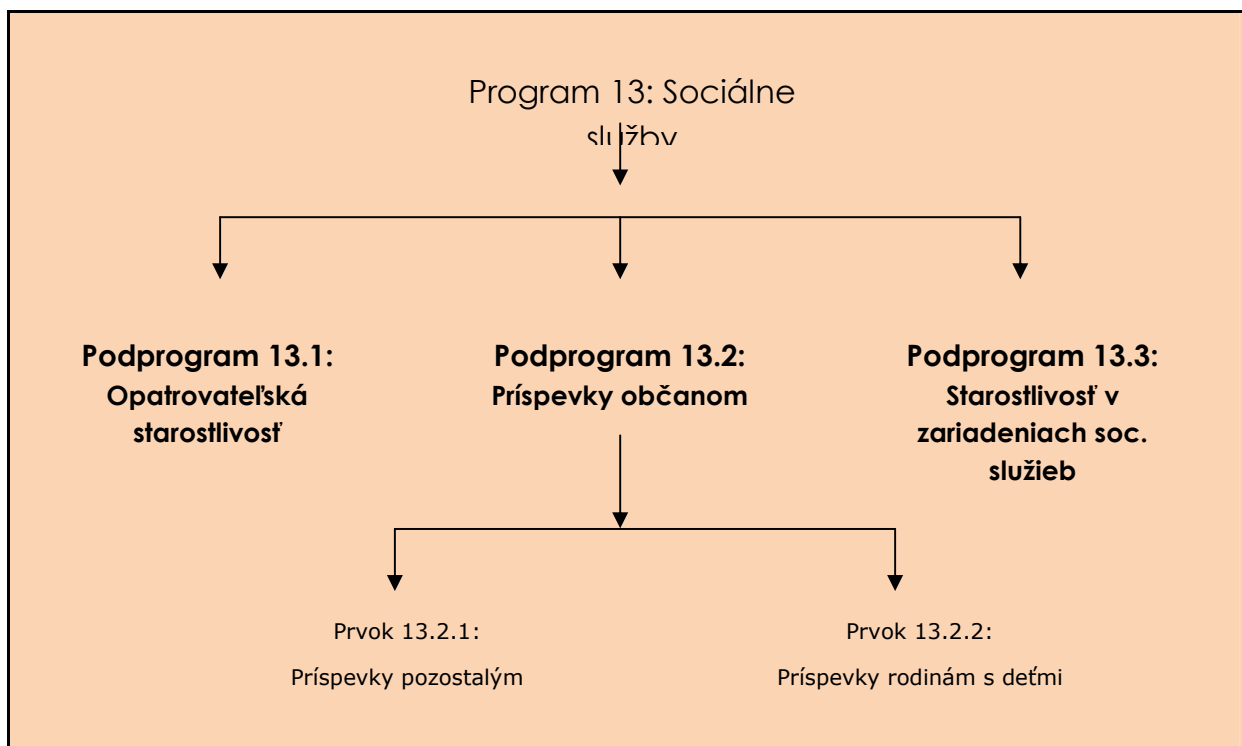 Program 13: Sociálne
služby
Podprogram 13.1:
Opatrovateľská
starostlivosť
Podprogram 13.2:
Príspevky občanom
Podprogram 13.3:
Starostlivosť v
zariadeniach soc.
služieb
Prvok 13.2.1:
Príspevky pozostalým
Prvok 13.2.2:
Príspevky rodinám s deťmi